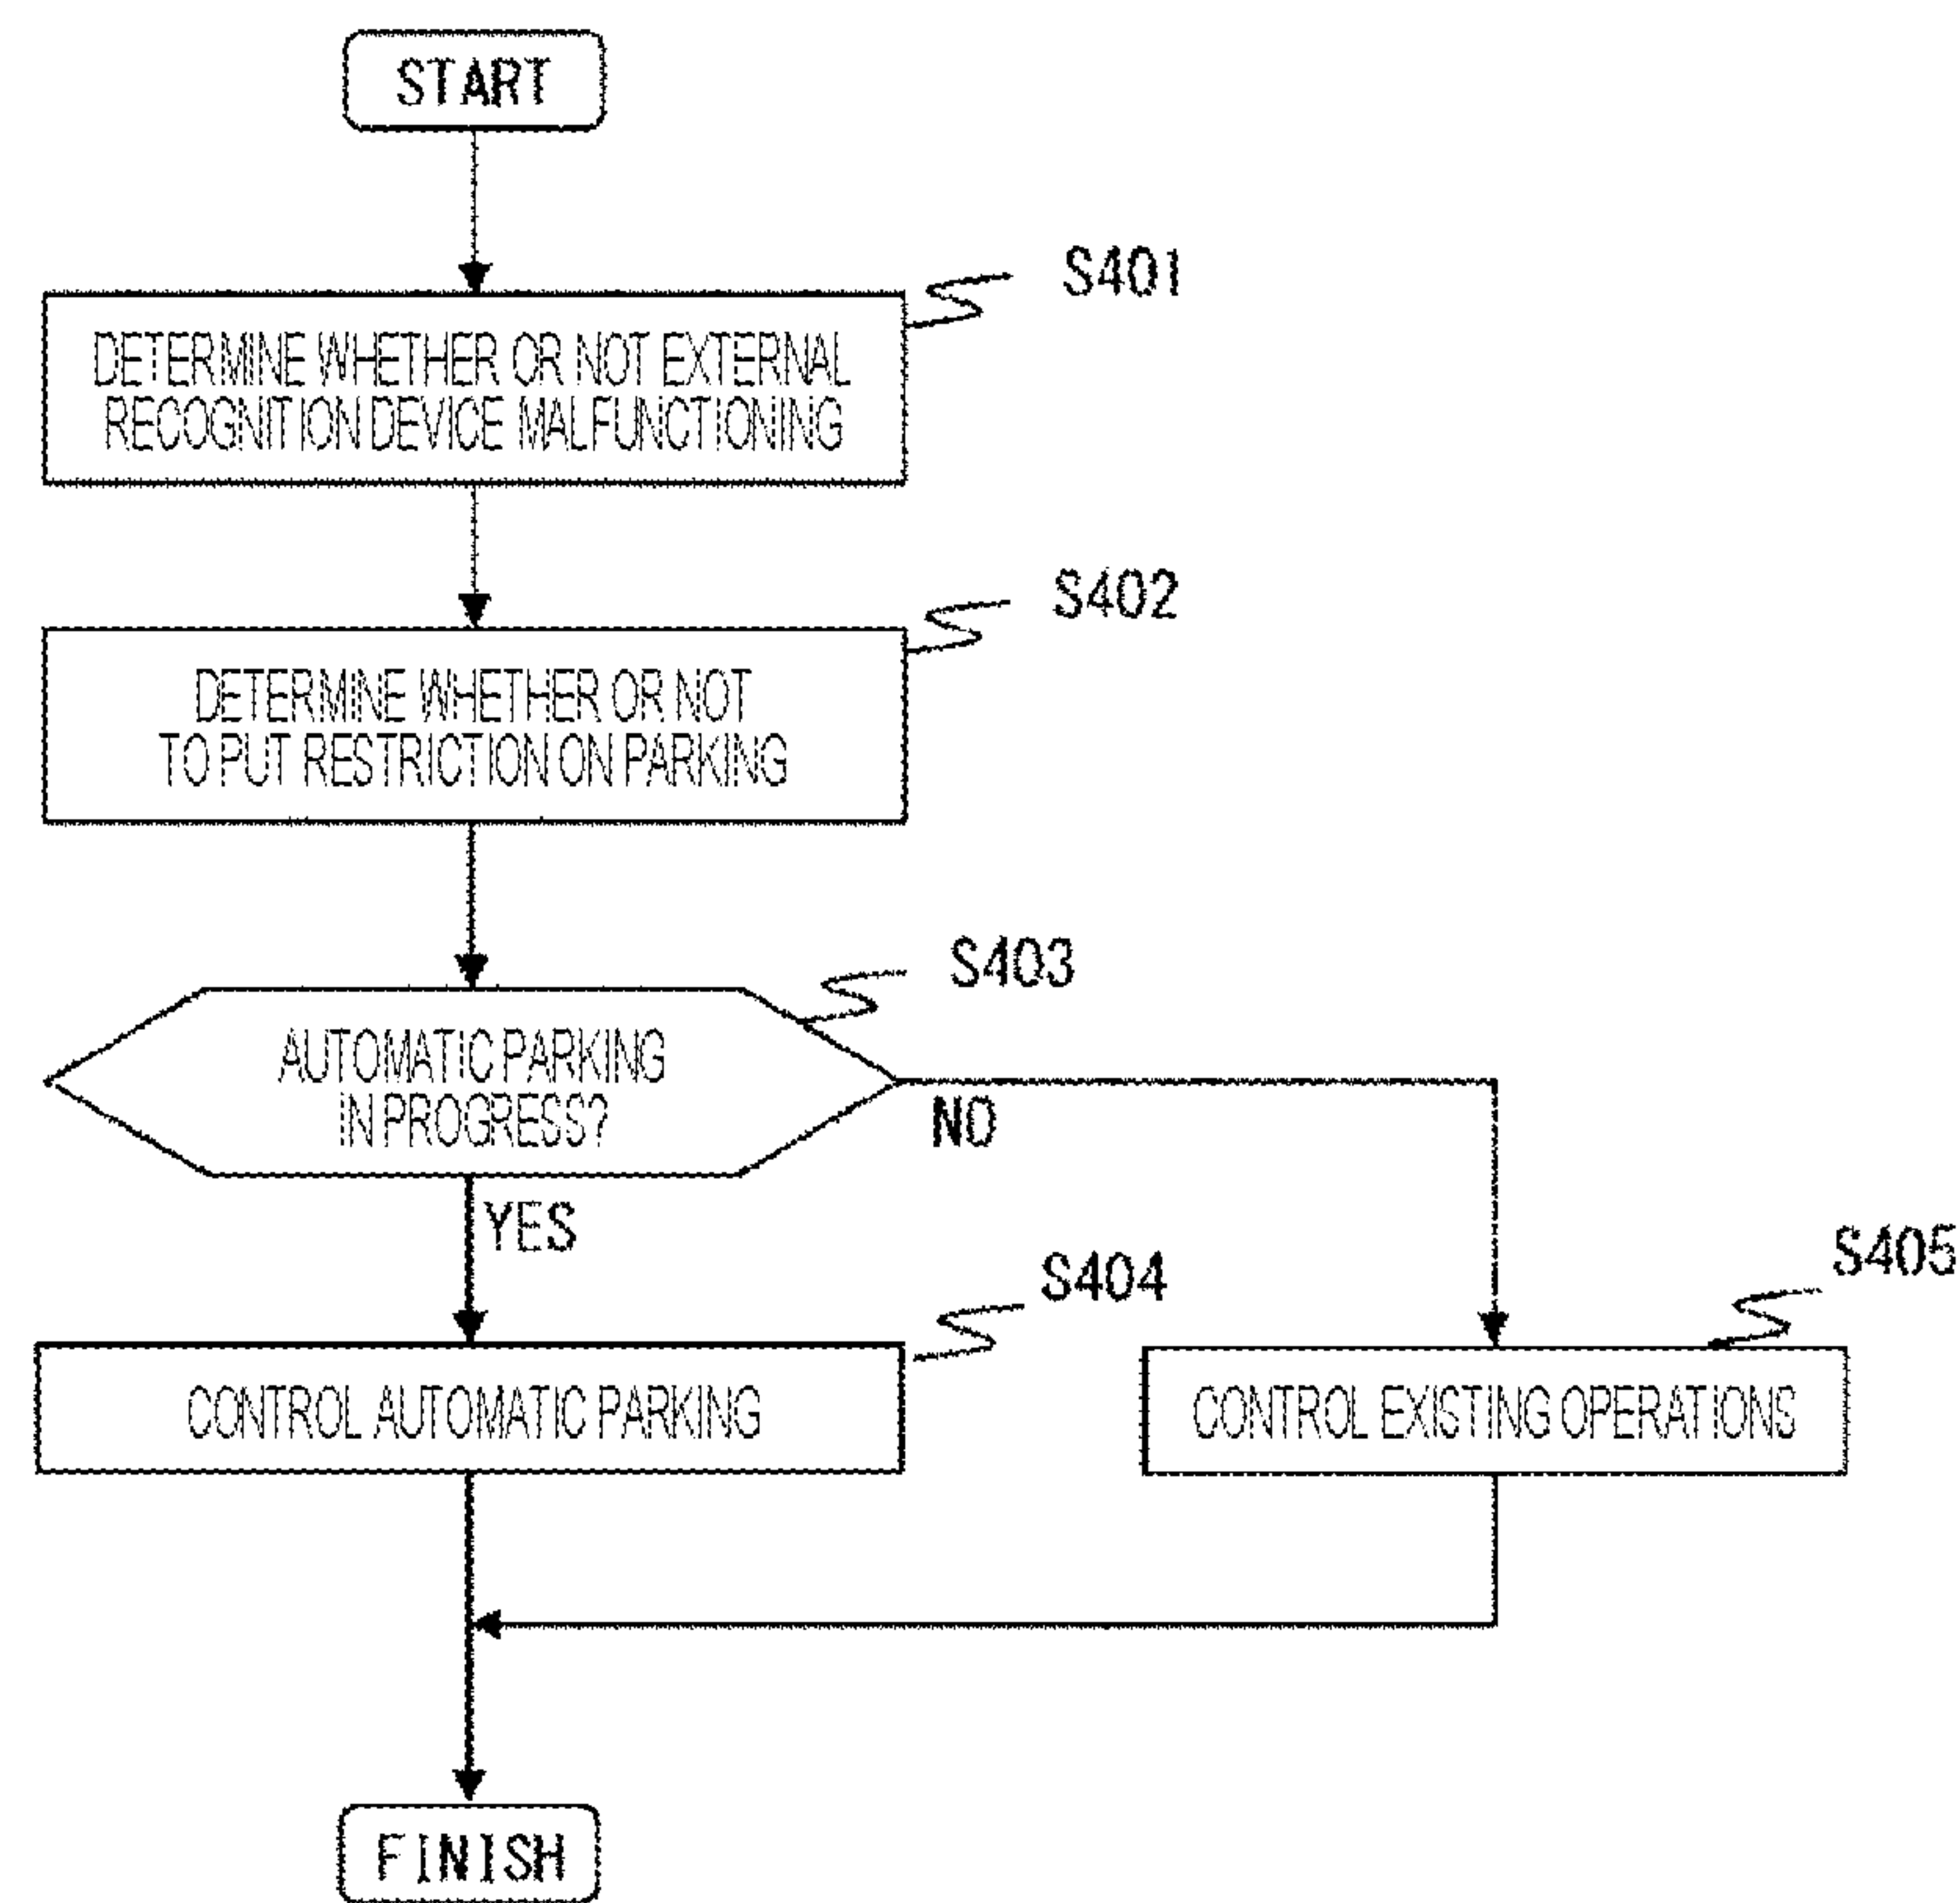 START
S401
DETERMINE WHETHER OR NOT EXTERNAL
RECOGNITION DEVICE MALFUNCTIONING
S402
DETERMINE WHETHER OR NOT
TO PUT RESTRICTION ON PARKING
S403
AUTOMATIC PARKING
IN PROGRESS?
NO
YES
S404
S405
CONTROL AUTOMATIC PARKING
CONTROL EXISTING OPERATIONS
FINISH